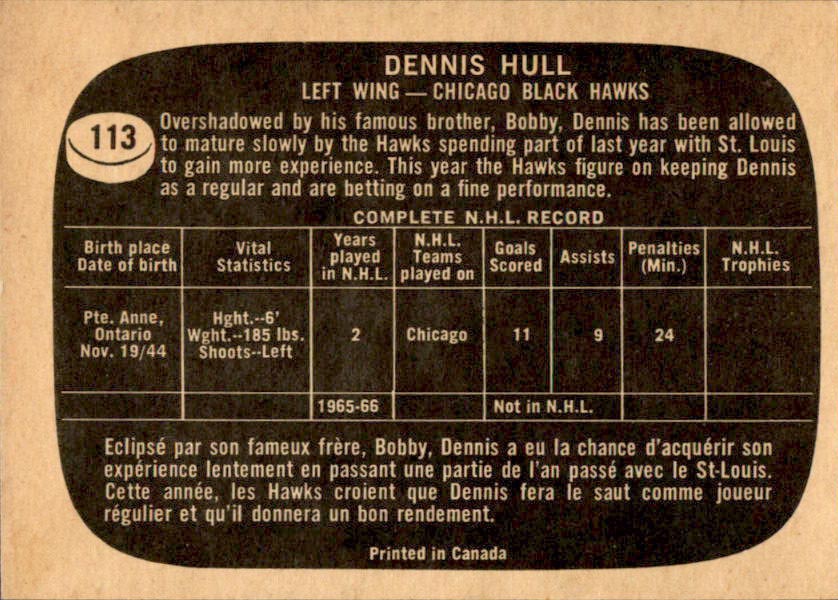 DENNIS HULL
LEFT WING — CHICAGO BLACK HAWKS
113
Overshadowed by his famous brother, Bobby, Dennis has been allowed
to mature slowly by the Hawks spending part of last year with St. Louis
to gain more experience. This year the Hawks figure on keeping Dennis
as a regular and are betting on a fine performance.
COMPLETE N.H.L. RECORD
Birth place
Date of birth
Vital
Statistics
Years
played
in N.H.L.
N.H.L.
Teams
played on
Goals
Scored
Assists
Penalties
(Min.)
N.H.L.
Trophies
Pte. Anne,
Ontario
Nov. 19/44
Hght.--6'
Wght.--185 lbs.
Shoots--Left
2
Chicago
11
9
24
1965-66
Not in N.H.L.
Eclipsé par son fameux frère, Bobby, Dennis a eu la chance d'acquérir son
expérience lentement en passant une partie de l'an passé avec le St-Louis.
Cette année, les Hawks croient que Dennis fera le saut comme joueur
régulier et qu'il donnera un bon rendement.
Printed in Canada